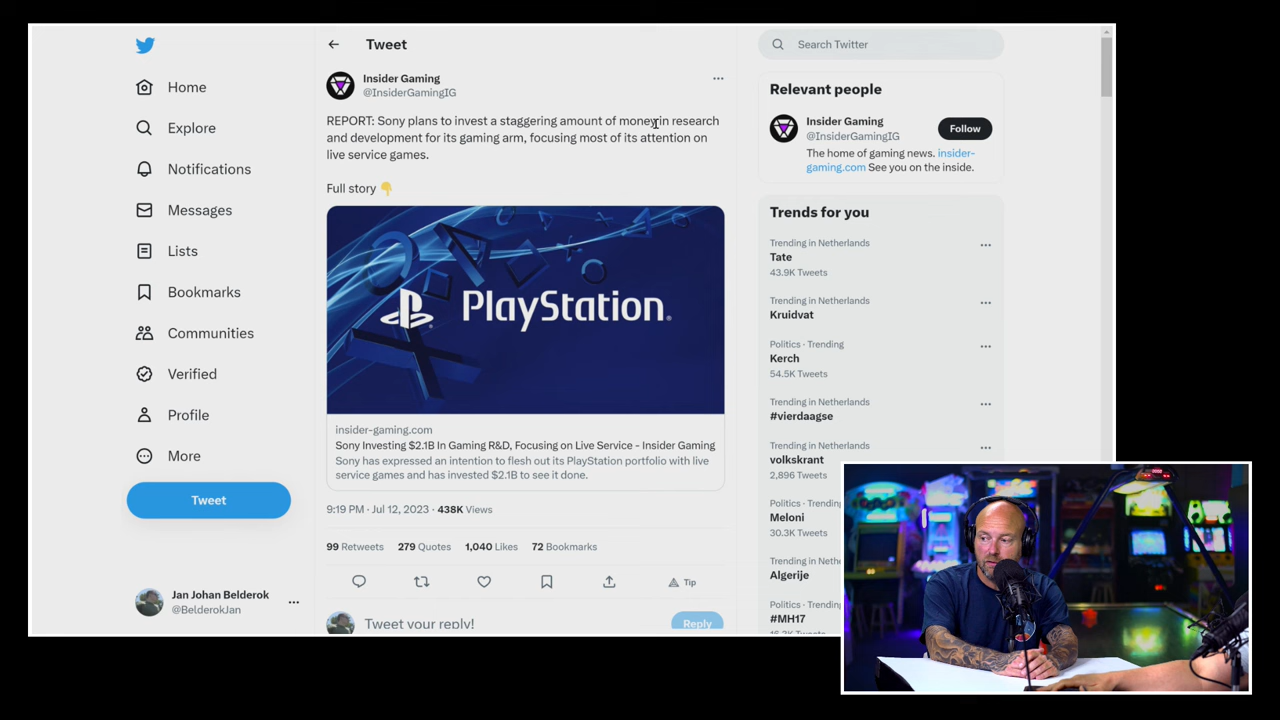 Home
Explore
Notifications
Messages
Lists
Bookmarks
Communities
Verified
Profile
More
Tweet
Jan Johan Belderok
@BelderokJan
Tweet
Insider Gaming
@InsiderGamingIG
REPORT: Sony plans to invest a staggering amount of money in research
and development for its gaming arm, focusing most of its attention on
live service games.
Full story 👇
PlayStation
insider-gaming.com
Sony Investing $2.1B In Gaming R&D, Focusing on Live Service - Insider Gaming
Sony has expressed an intention to flesh out its PlayStation portfolio with live
service games and has invested $2.1B to see it done.
9:19 PM · Jul 12, 2023 · 438K Views
99 Retweets 279 Quotes 1,040 Likes 72 Bookmarks
Tip
Tweet your reply!
Reply
Search Twitter
Relevant people
Insider Gaming
@InsiderGamingIG
Follow
The home of gaming news. insider-
gaming.com See you on the inside.
Trends for you
Trending in Netherlands
Tate
43.9K Tweets
Trending in Netherlands
Kruidvat
Politics · Trending
Kerch
54.5K Tweets
Trending in Netherlands
#vierdaagse
Trending in Netherlands
volkskrant
2,896 Tweets
Politics · Trending
Meloni
30.3K Tweets
Trending in Netherlands
Algerije
Politics · Trending
#MH17